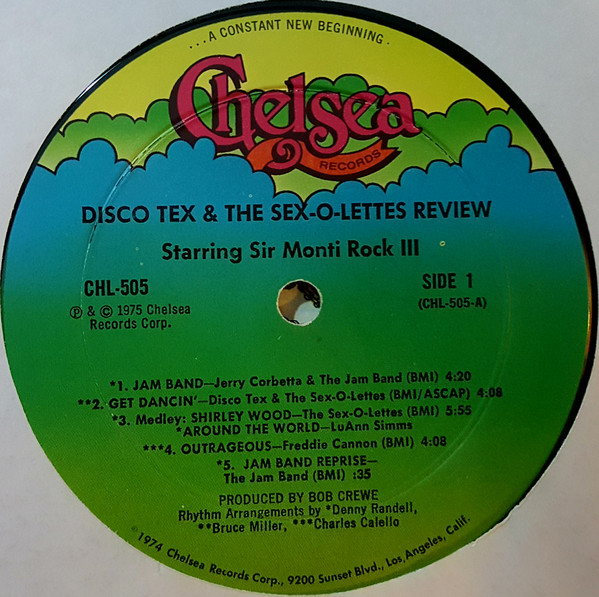 ...A CONSTANT NEW BEGINNING.
Chelsea
RECORDS
DISCO TEX & THE SEX-O-LETTES REVIEW
Starring Sir Monti Rock III
CHL-505
SIDE 1
℗ & © 1975 Chelsea
Records Corp.
(CHL-505-A)
*1. JAM BAND—Jerry Corbetta & The Jam Band (BMI) 4:20
**2. GET DANCIN'—Disco Tex & The Sex-O-Lettes (BMI/ASCAP) 4:08
*3. Medley: SHIRLEY WOOD—The Sex-O-Lettes (BMI) 5:55
*AROUND THE WORLD—LuAnn Simms
***4. OUTRAGEOUS—Freddie Cannon (BMI) 4:08
*5. JAM BAND REPRISE—
The Jam Band (BMI) :35
PRODUCED BY BOB CREWE
Rhythm Arrangements by *Denny Randell,
**Bruce Miller, ***Charles Calello
©1974 Chelsea Records Corp., 9200 Sunset Blvd., Los Angeles, Calif.